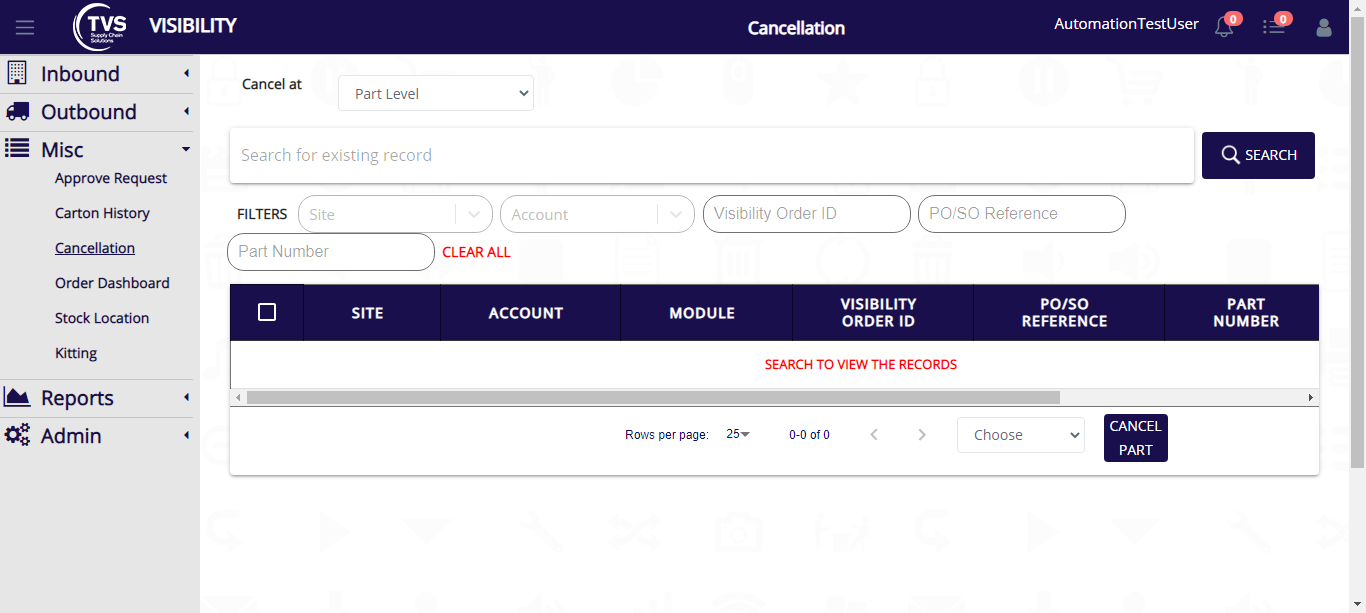 TVS
Supply Chain
Solutions
VISIBILITY
Cancellation
AutomationTestUser
0
0
Inbound
Outbound
Misc
Approve Request
Carton History
Cancellation
Order Dashboard
Stock Location
Kitting
Reports
Admin
Cancel at
Part Level
Search for existing record
SEARCH
FILTERS
Site
Account
Visibility Order ID
PO/SO Reference
Part Number
CLEAR ALL
SITE
ACCOUNT
MODULE
VISIBILITY
ORDER ID
PO/SO
REFERENCE
PART
NUMBER
SEARCH TO VIEW THE RECORDS
Rows per page:
25
0-0 of 0
Choose
CANCEL
PART